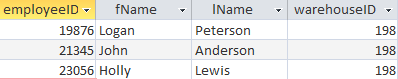 employeeID fName lName warehouseID
19876 Logan Peterson 198
21345 John Anderson 198
23056 Holly Lewis 198